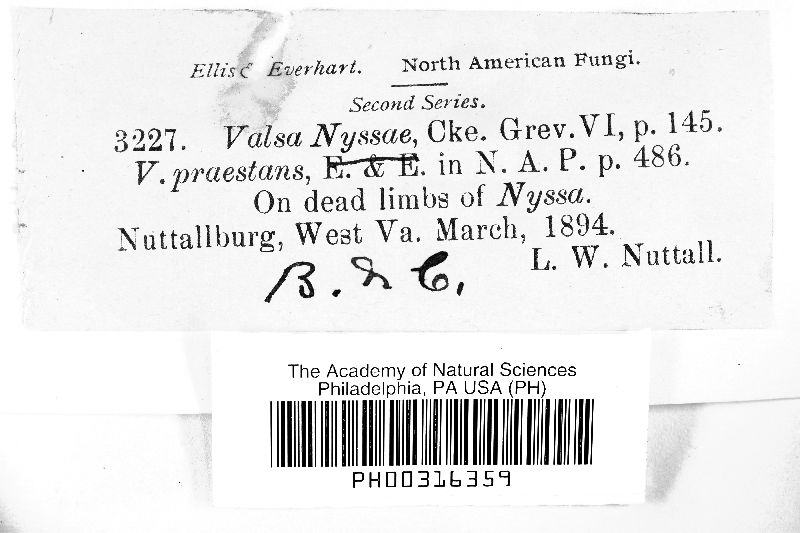 Ellis & Everhart. North American Fungi.
Second Series.
3227. Valsa Nyssae, Cke. Grev. VI, p. 145.
V. praestans, E. & E. in N. A. P. p. 486.
On dead limbs of Nyssa.
Nuttallburg, West Va. March, 1894.
L. W. Nuttall.
B. & C.
The Academy of Natural Sciences
Philadelphia, PA USA (PH)
PH00316359